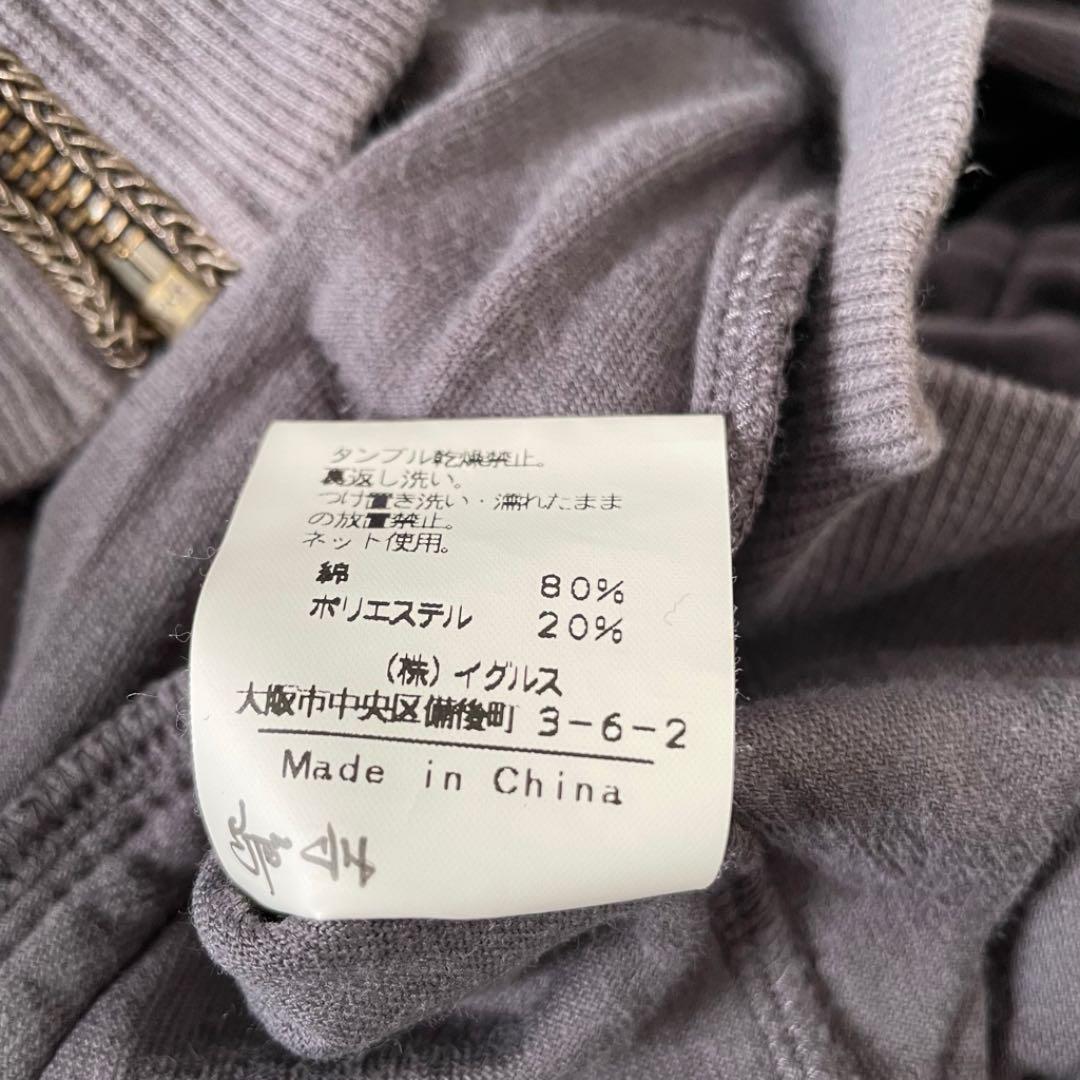 タンブル乾燥禁止。
裏返し洗い。
つけ置き洗い・濡れたまま
の放置禁止。
ネット使用。
綿 80%
ポリエステル 20%
(株)イグルス
大阪市中央区備後町 3-6-2
Made in China